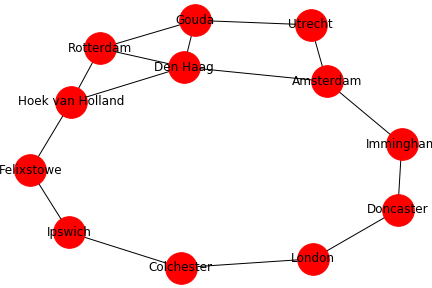 Gouda
Utrecht
Rotterdam
Den Haag
Amsterdam
Hoek van Holland
Immingham
Felixstowe
Doncaster
Ipswich
London
Colchester